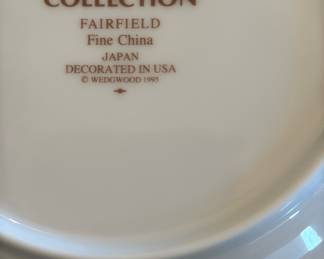 COLLECTION
FAIRFIELD
Fine China
JAPAN
DECORATED IN USA
© WEDGWOOD 1995